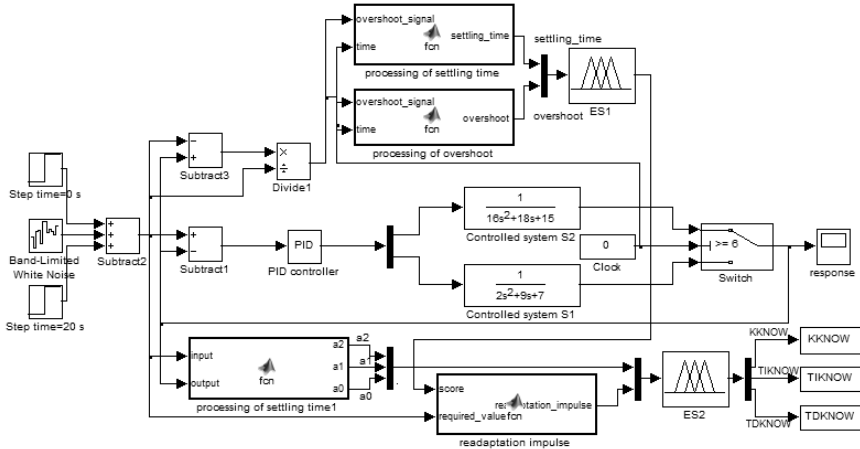 overshoot_signal
time
fcn
settling_time
processing of settling time
overshoot_signal
time
fcn
overshoot
processing of overshoot
settling_time
overshoot
ES1
Step time=0 s
Band-Limited
White Noise
Step time=20 s
+
+
+
Subtract2
−
+
Subtract3
×
÷
Divide1
+
−
Subtract1
PID
PID controller
1
16s²+18s+15
Controlled system S2
0
Clock
1
2s²+9s+7
Controlled system S1
>= 6
Switch
response
input
output
fcn
a2
a1
a0
processing of settling time1
a2
a1
a0
score
required_value
fcn
readaptation impulse
ES2
KKNOW
TIKNOW
TDKNOW
KKNOW
TIKNOW
TDKNOW